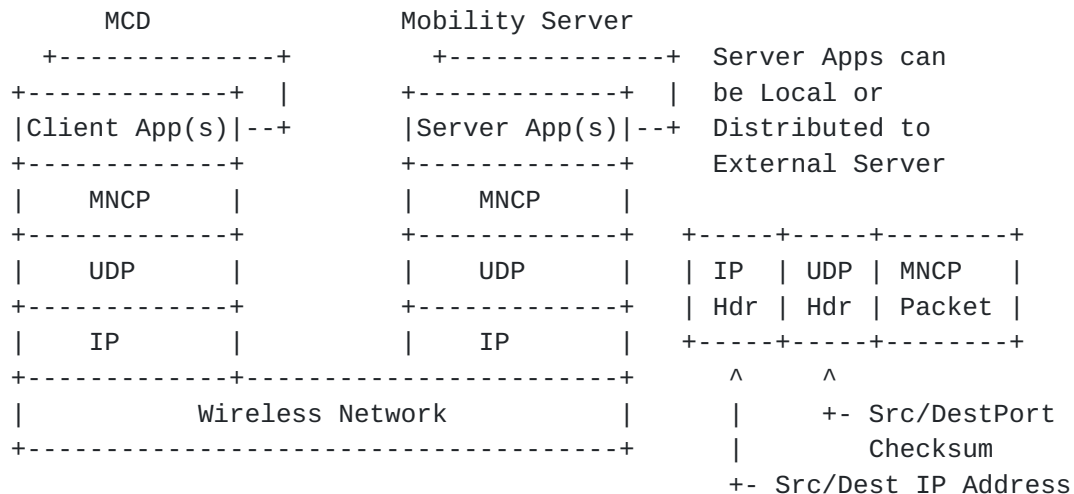 MCD Mobility Server
+--------------+ +--------------+ Server Apps can
+-------------+ | +-------------+ | be Local or
|Client App(s)|--+ |Server App(s)|--+ Distributed to
+-------------+ +-------------+ External Server
| MNCP | | MNCP |
+-------------+ +-------------+ +-----+-----+--------+
| UDP | | UDP | | IP | UDP | MNCP |
+-------------+ +-------------+ | Hdr | Hdr | Packet |
| IP | | IP | +-----+-----+--------+
+-------------+------------------------+ ^ ^
| Wireless Network | | +- Src/DestPort
+--------------------------------------+ | Checksum
+- Src/Dest IP Address